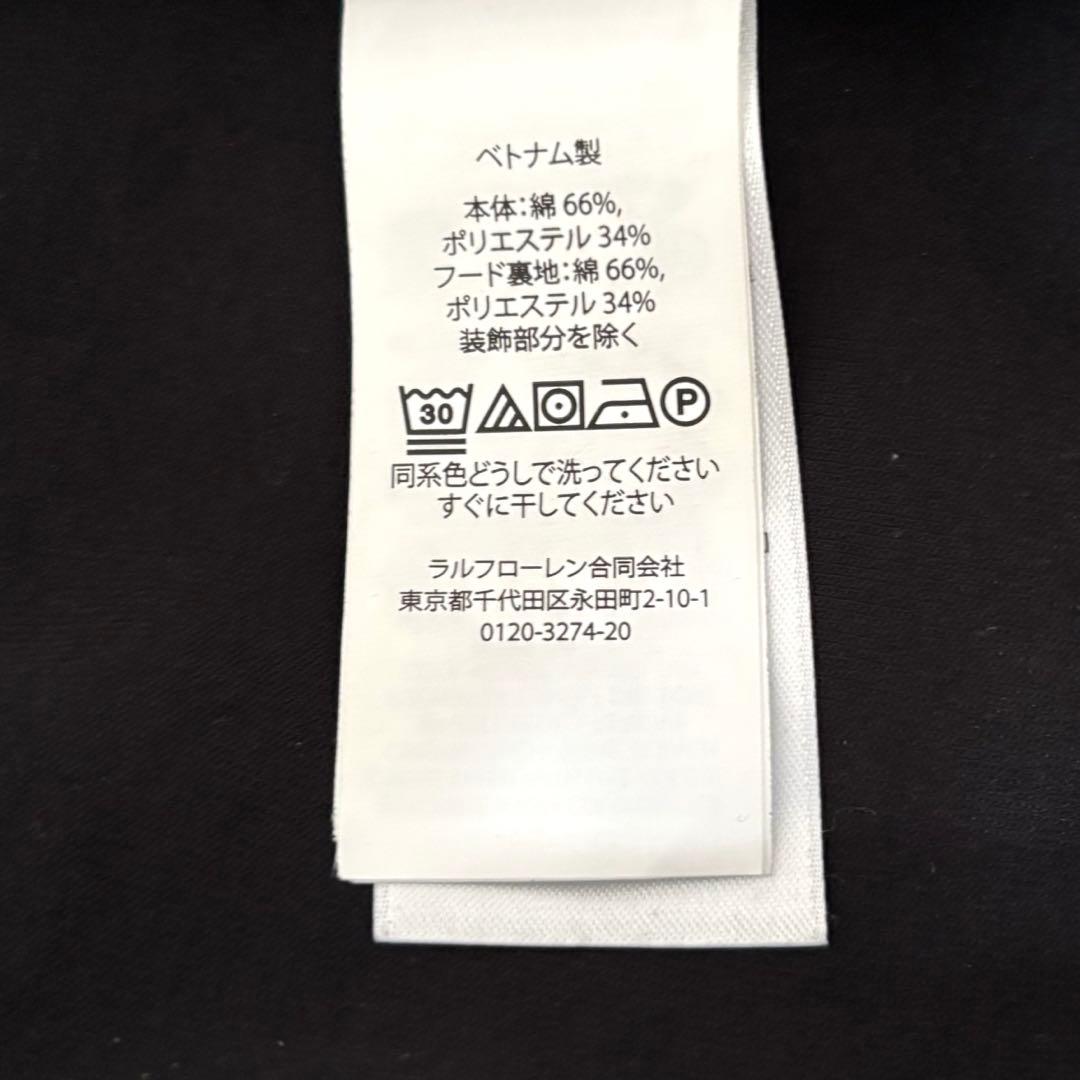 ベトナム製
本体：綿 66%,
ポリエステル 34%
フード裏地：綿 66%,
ポリエステル 34%
装飾部分を除く
30 P
同系色どうしで洗ってください
すぐに干してください
ラルフローレン合同会社
東京都千代田区永田町2-10-1
0120-3274-20